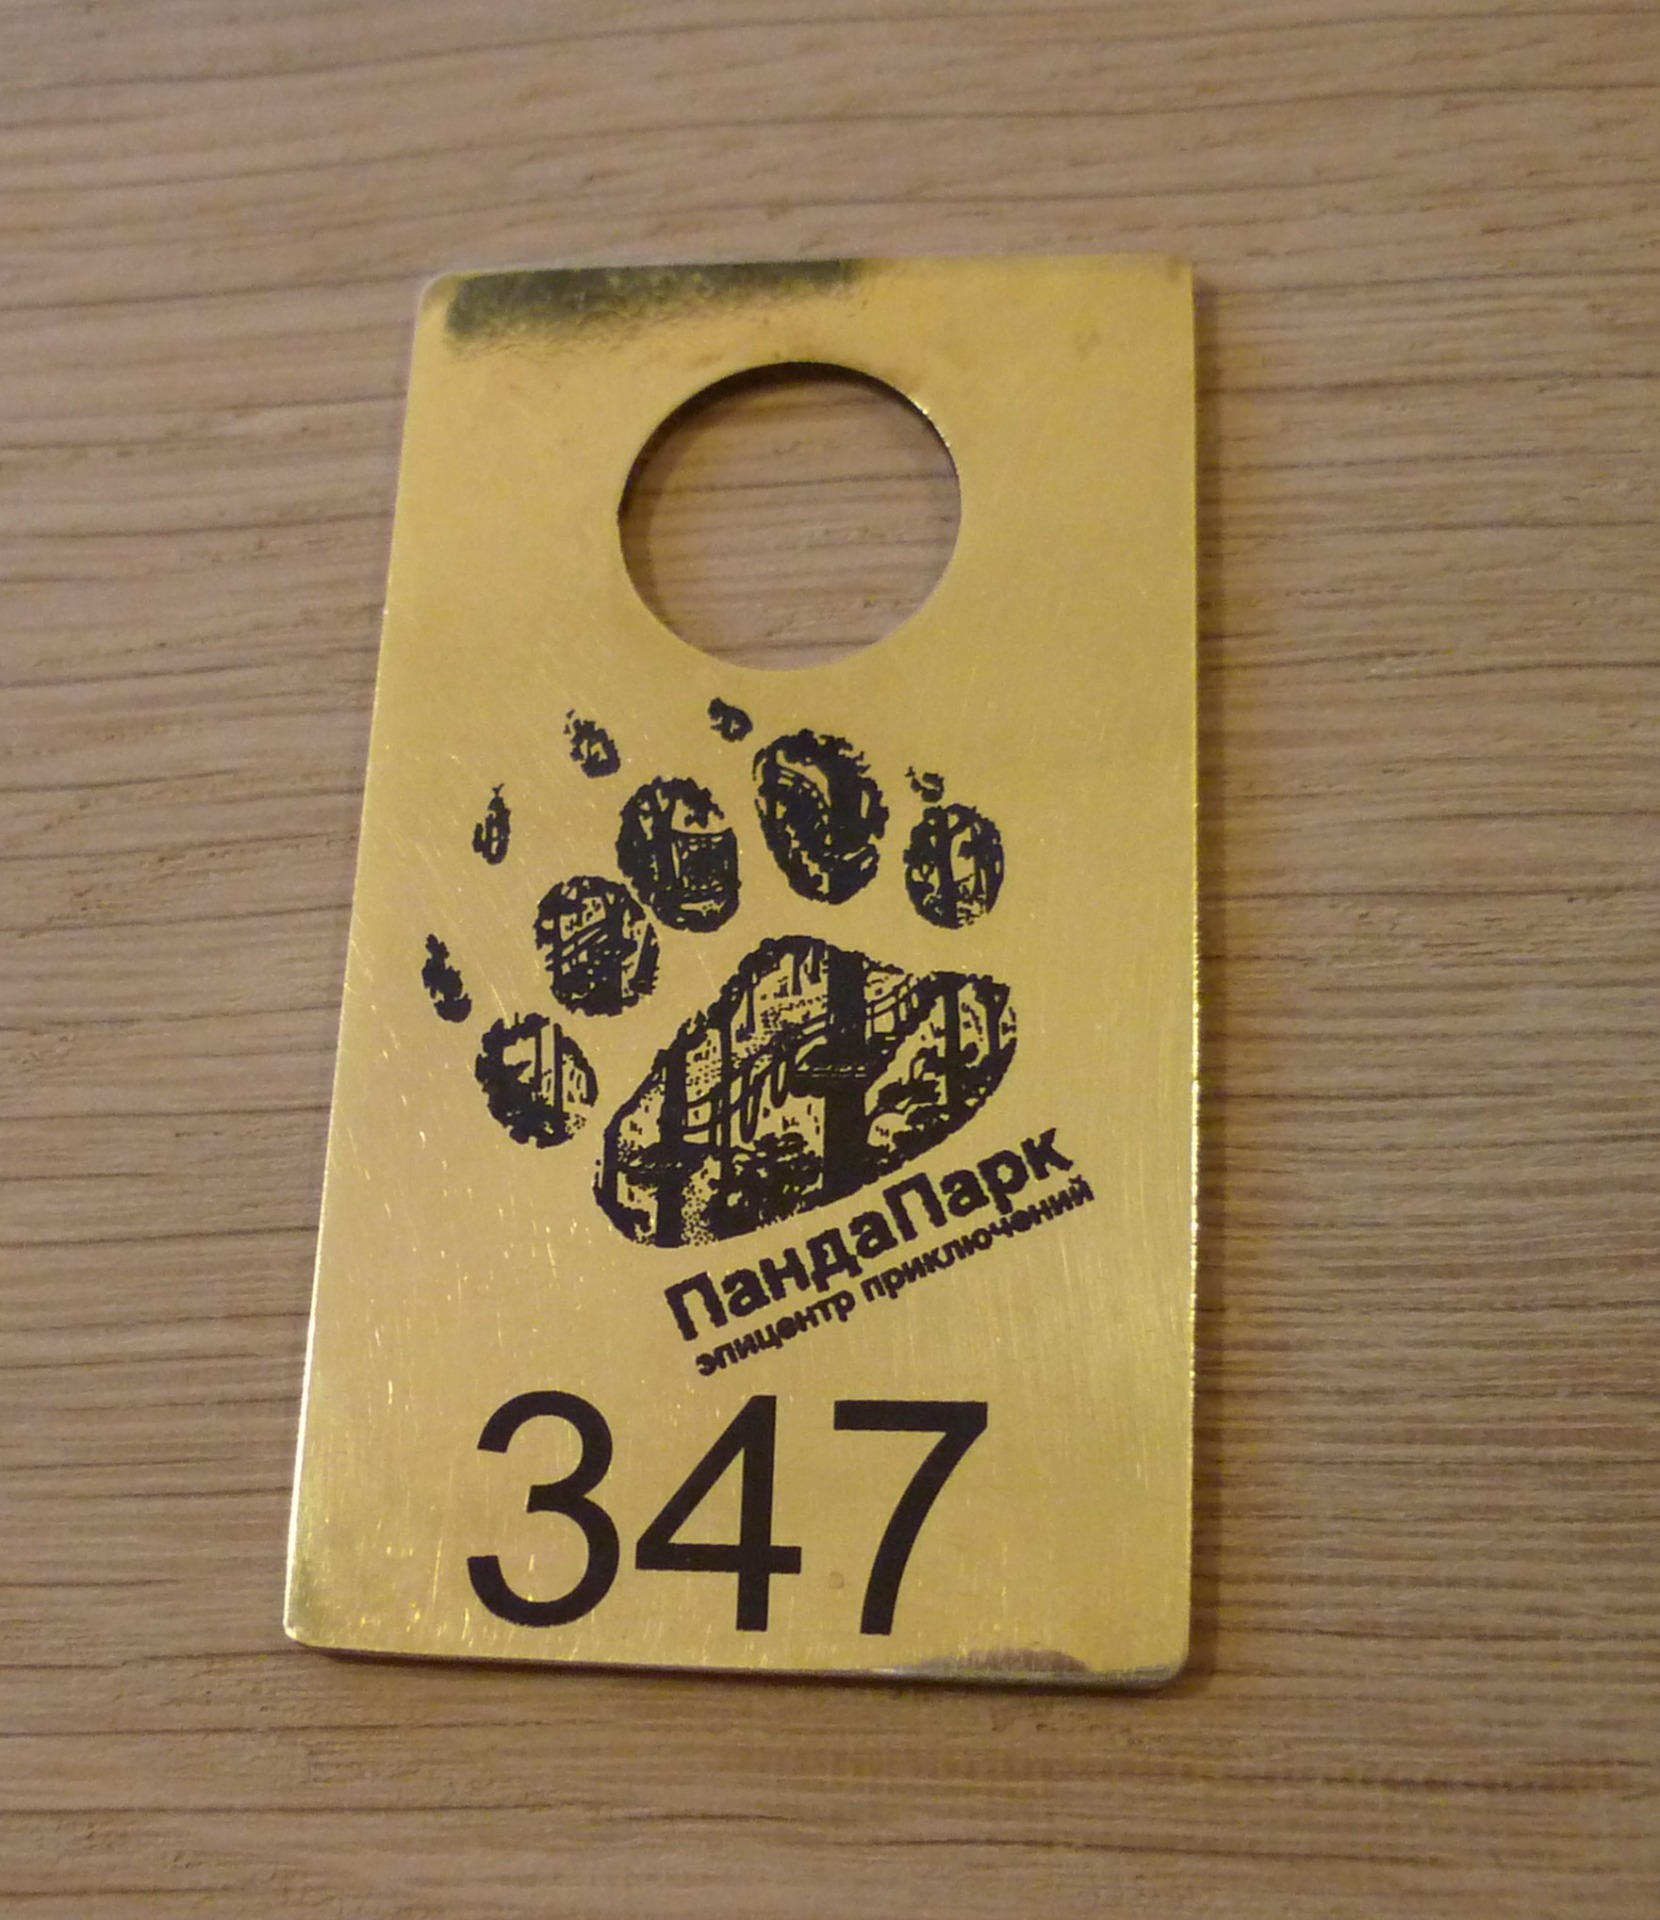 ПандаПарк
эпицентр приключений
347